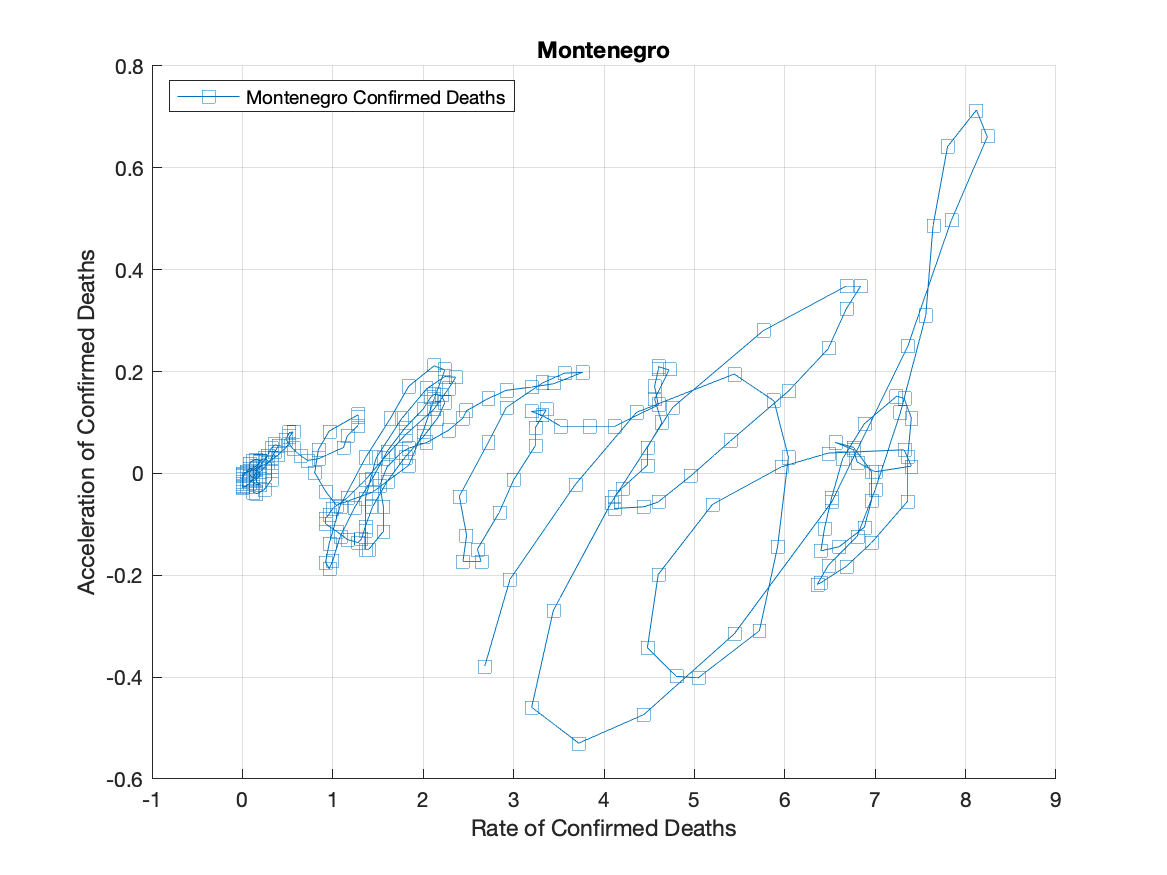 Montenegro
Montenegro Confirmed Deaths
Acceleration of Confirmed Deaths
0.8
0.6
0.4
0.2
0
-0.2
-0.4
-0.6
-1 0 1 2 3 4 5 6 7 8 9
Rate of Confirmed Deaths